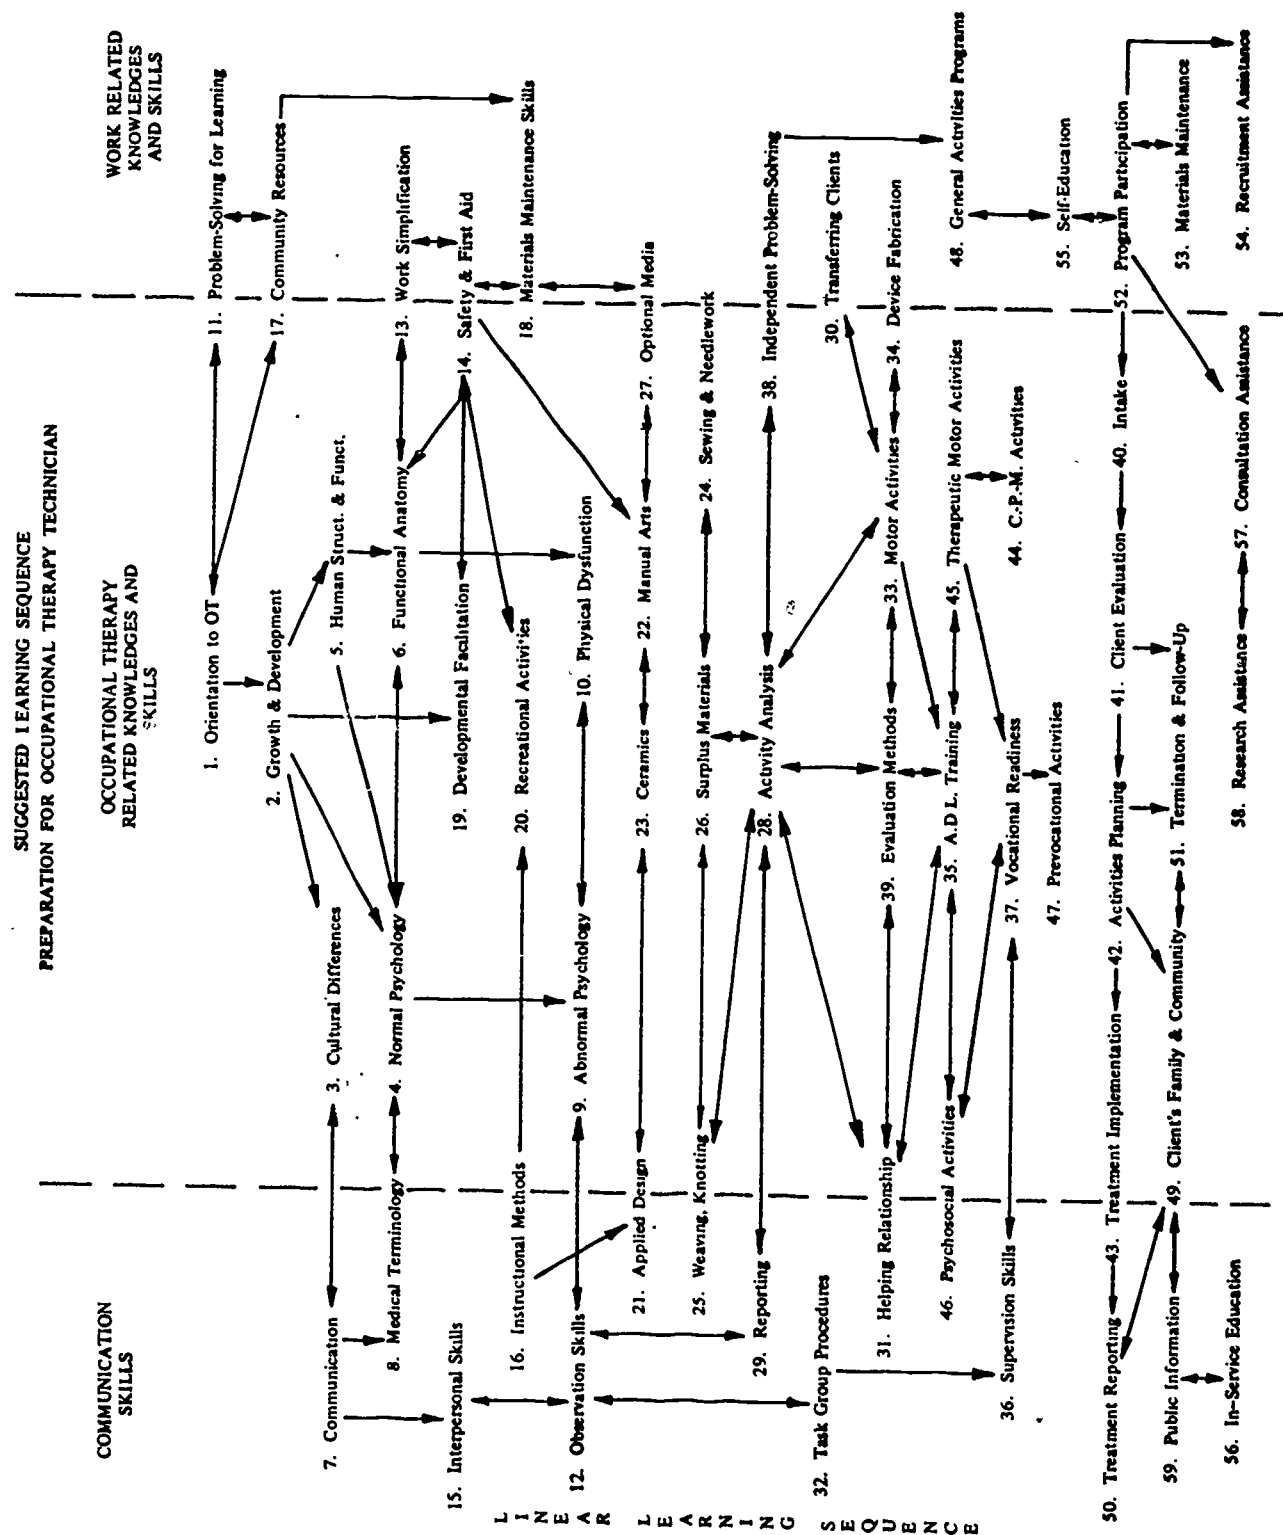 SUGGESTED LEARNING SEQUENCE
PREPARATION FOR OCCUPATIONAL THERAPY TECHNICIAN
COMMUNICATION
SKILLS
OCCUPATIONAL THERAPY
RELATED KNOWLEDGES AND
SKILLS
WORK RELATED
KNOWLEDGES
AND SKILLS
1. Orientation to OT
11. Problem-Solving for Learning
2. Growth & Development
17. Community Resources
7. Communication
3. Cultural Differences
5. Human Struct. & Funct.
8. Medical Terminology
4. Normal Psychology
6. Functional Anatomy
13. Work Simplification
15. Interpersonal Skills
19. Developmental Facilitation
14. Safety & First Aid
16. Instructional Methods
20. Recreational Activities
18. Materials Maintenance Skills
12. Observation Skills
9. Abnormal Psychology
10. Physical Dysfunction
21. Applied Design
23. Ceramics
22. Manual Arts
27. Optional Media
25. Weaving, Knotting
26. Surplus Materials
24. Sewing & Needlework
29. Reporting
28. Activity Analysis
38. Independent Problem-Solving
32. Task Group Procedures
30. Transferring Clients
31. Helping Relationship
39. Evaluation Methods
33. Motor Activities
34. Device Fabrication
46. Psychosocial Activities
35. A.D L. Training
45. Therapeutic Motor Activities
48. General Activities Programs
36. Supervision Skills
37. Vocational Readiness
44. C.-P.-M. Activities
47. Prevocational Activities
55. Self-Education
50. Treatment Reporting
43. Treatment Implementation
42. Activities Planning
41. Client Evaluation
40. Intake
52. Program Participation
59. Public Information
49. Client's Family & Community
51. Termination & Follow-Up
53. Materials Maintenance
56. In-Service Education
58. Research Assistance
57. Consultation Assistance
54. Recruitment Assistance
LINEAR LEARNING SEQUENCE